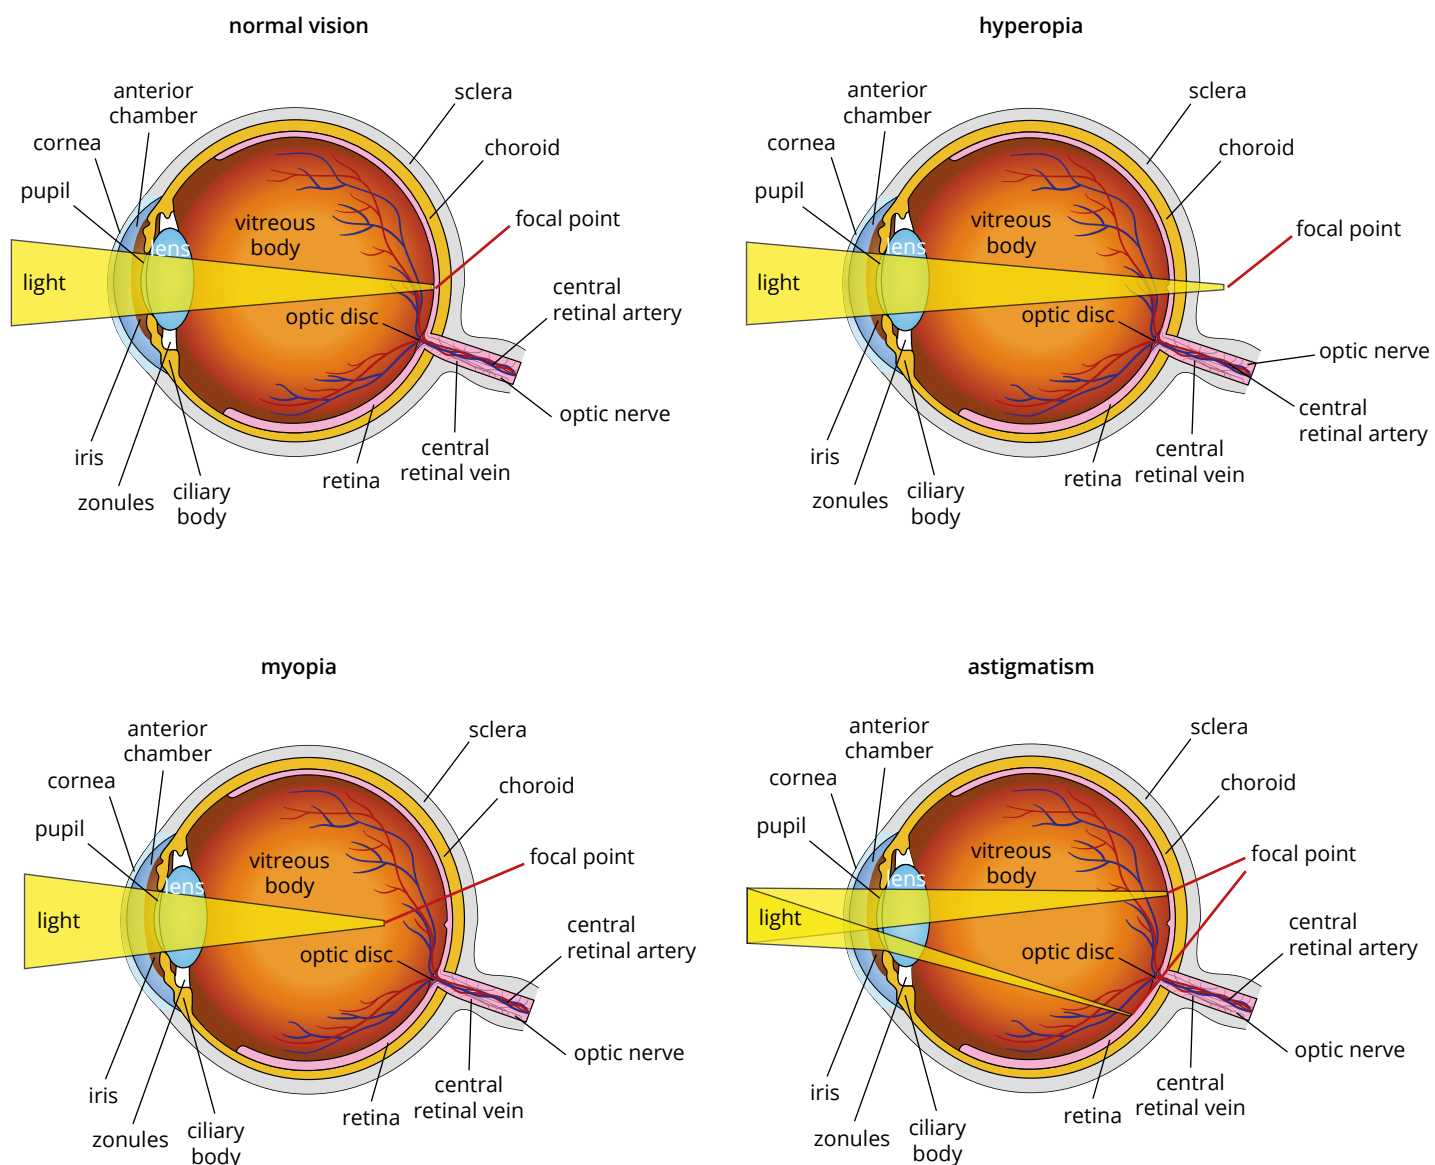 normal vision
anterior
chamber
cornea
pupil
sclera
choroid
focal point
vitreous
body
lens
light
optic disc
central
retinal artery
optic nerve
central
retinal vein
retina
iris
zonules
ciliary
body
hyperopia
anterior
chamber
cornea
pupil
sclera
choroid
focal point
vitreous
body
lens
light
optic disc
optic nerve
central
retinal artery
central
retinal vein
retina
iris
zonules
ciliary
body
myopia
anterior
chamber
cornea
pupil
sclera
choroid
focal point
vitreous
body
lens
light
optic disc
central
retinal artery
optic nerve
central
retinal vein
retina
iris
zonules
ciliary
body
astigmatism
anterior
chamber
cornea
pupil
sclera
choroid
focal point
vitreous
body
lens
light
optic disc
central
retinal artery
optic nerve
central
retinal vein
retina
iris
zonules
ciliary
body